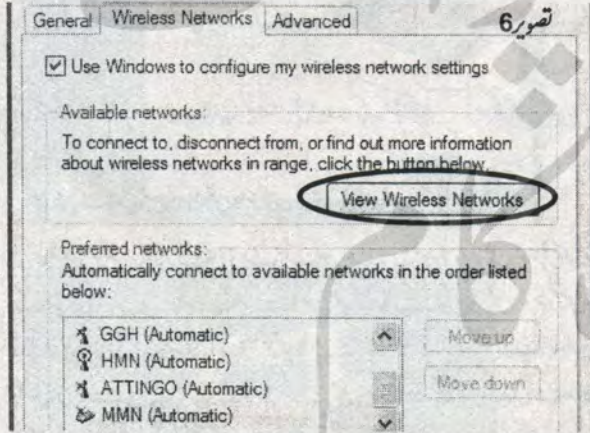 General Wireless Networks Advanced تصویر6
Use Windows to configure my wireless network settings
Available networks:
To connect to, disconnect from, or find out more information
about wireless networks in range, click the button below.
View Wireless Networks
Preferred networks:
Automatically connect to available networks in the order listed
below:
GGH (Automatic)
Move up
HMN (Automatic)
ATTINGO (Automatic)
Move down
MMN (Automatic)